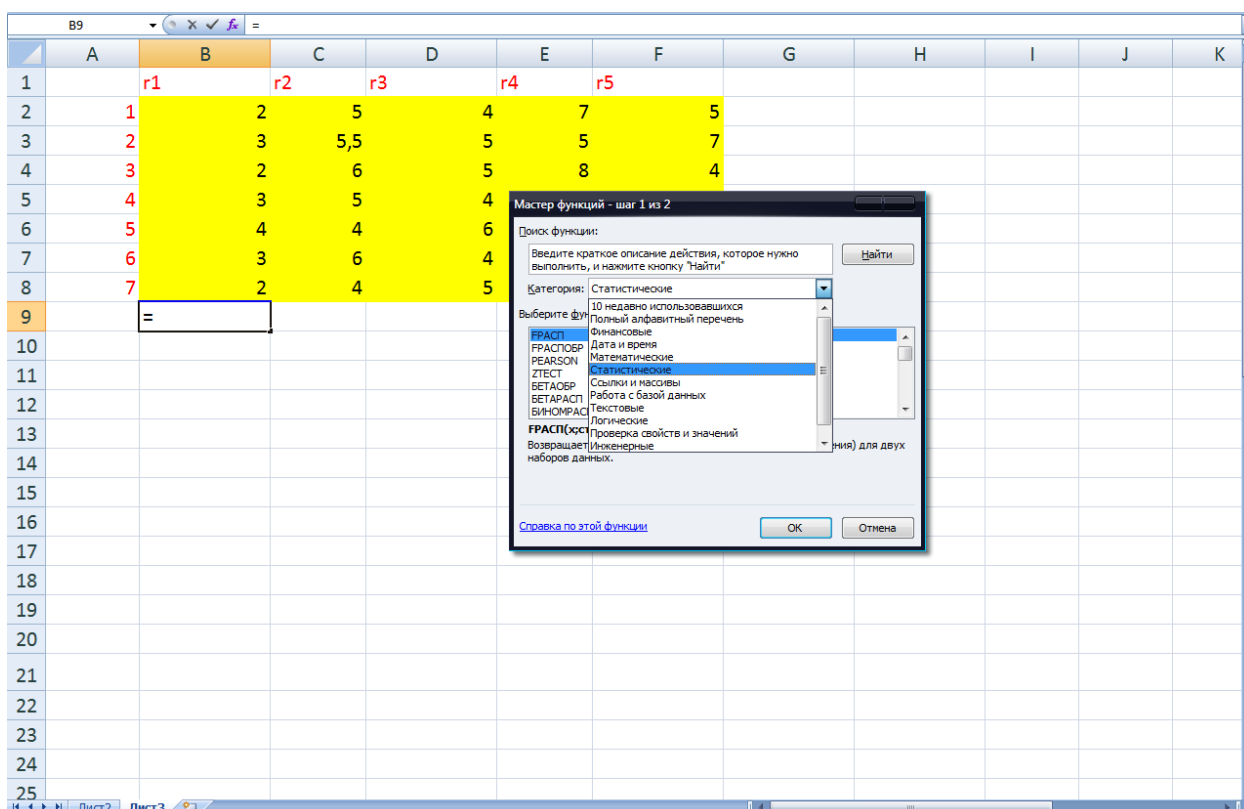 B9 fx =
A B C D E F G H I J K
1 r1 r2 r3 r4 r5
2 1 2 5 4 7 5
3 2 3 5,5 5 5 7
4 3 2 6 5 8 4
5 4 3 5 4
6 5 4 4 6
7 6 3 6 4
8 7 2 4 5
9 =
10
11
12
13
14
15
16
17
18
19
20
21
22
23
24
25
Мастер функций - шаг 1 из 2
Поиск функции:
Введите краткое описание действия, которое нужно
выполнить, и нажмите кнопку "Найти"
Найти
Категория: Статистические
10 недавно использовавшихся
Полный алфавитный перечень
Финансовые
Дата и время
Математические
Статистические
Ссылки и массивы
Работа с базой данных
Текстовые
Логические
Проверка свойств и значений
Инженерные
Выберите
FРАСП
FРАСПОБР
PEARSON
ZТЕСТ
БЕТАОБР
БЕТАРАСП
FРАСП(x;
Возвращает для двух
наборов данных.
Справка по этой функции
ОК
Отмена
Лист2 Лист3